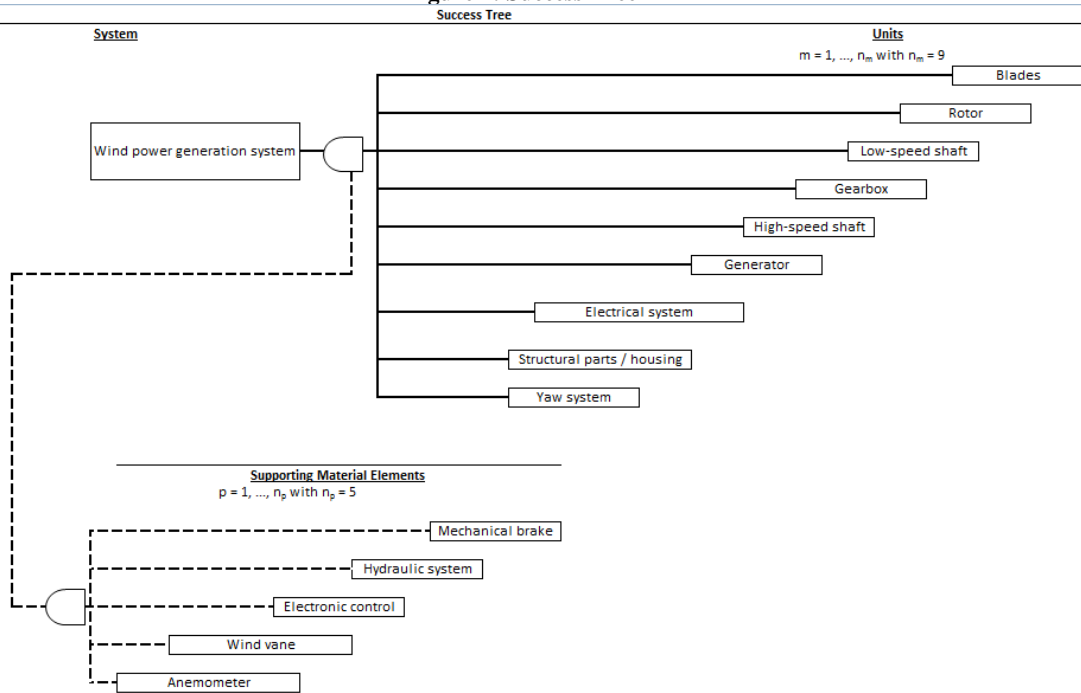 Success Tree
System
Units
m = 1, ..., nm with nm = 9
Blades
Rotor
Wind power generation system
Low-speed shaft
Gearbox
High-speed shaft
Generator
Electrical system
Structural parts / housing
Yaw system
Supporting Material Elements
p = 1, ..., np with np = 5
Mechanical brake
Hydraulic system
Electronic control
Wind vane
Anemometer